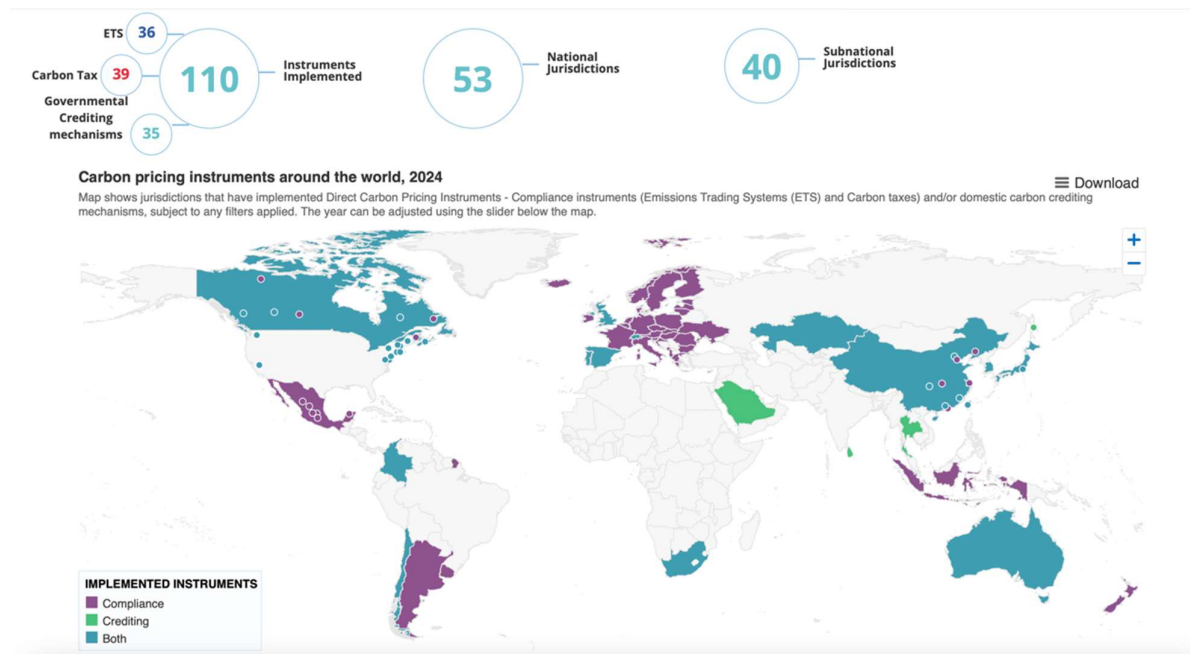 ETS
36
Carbon Tax
39
Governmental
Crediting
mechanisms
35
110
Instruments
Implemented
53
National
Jurisdictions
40
Subnational
Jurisdictions
Carbon pricing instruments around the world, 2024
Download
Map shows jurisdictions that have implemented Direct Carbon Pricing Instruments - Compliance instruments (Emissions Trading Systems (ETS) and Carbon taxes) and/or domestic carbon crediting
mechanisms, subject to any filters applied. The year can be adjusted using the slider below the map.
+
−
IMPLEMENTED INSTRUMENTS
Compliance
Crediting
Both